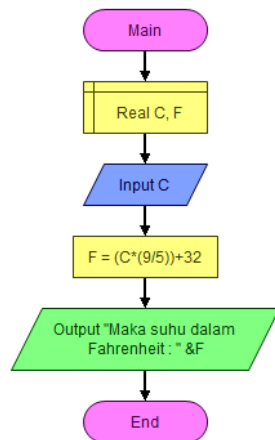 Main
Real C, F
Input C
F = (C*(9/5))+32
Output "Maka suhu dalam
Fahrenheit : " &F
End